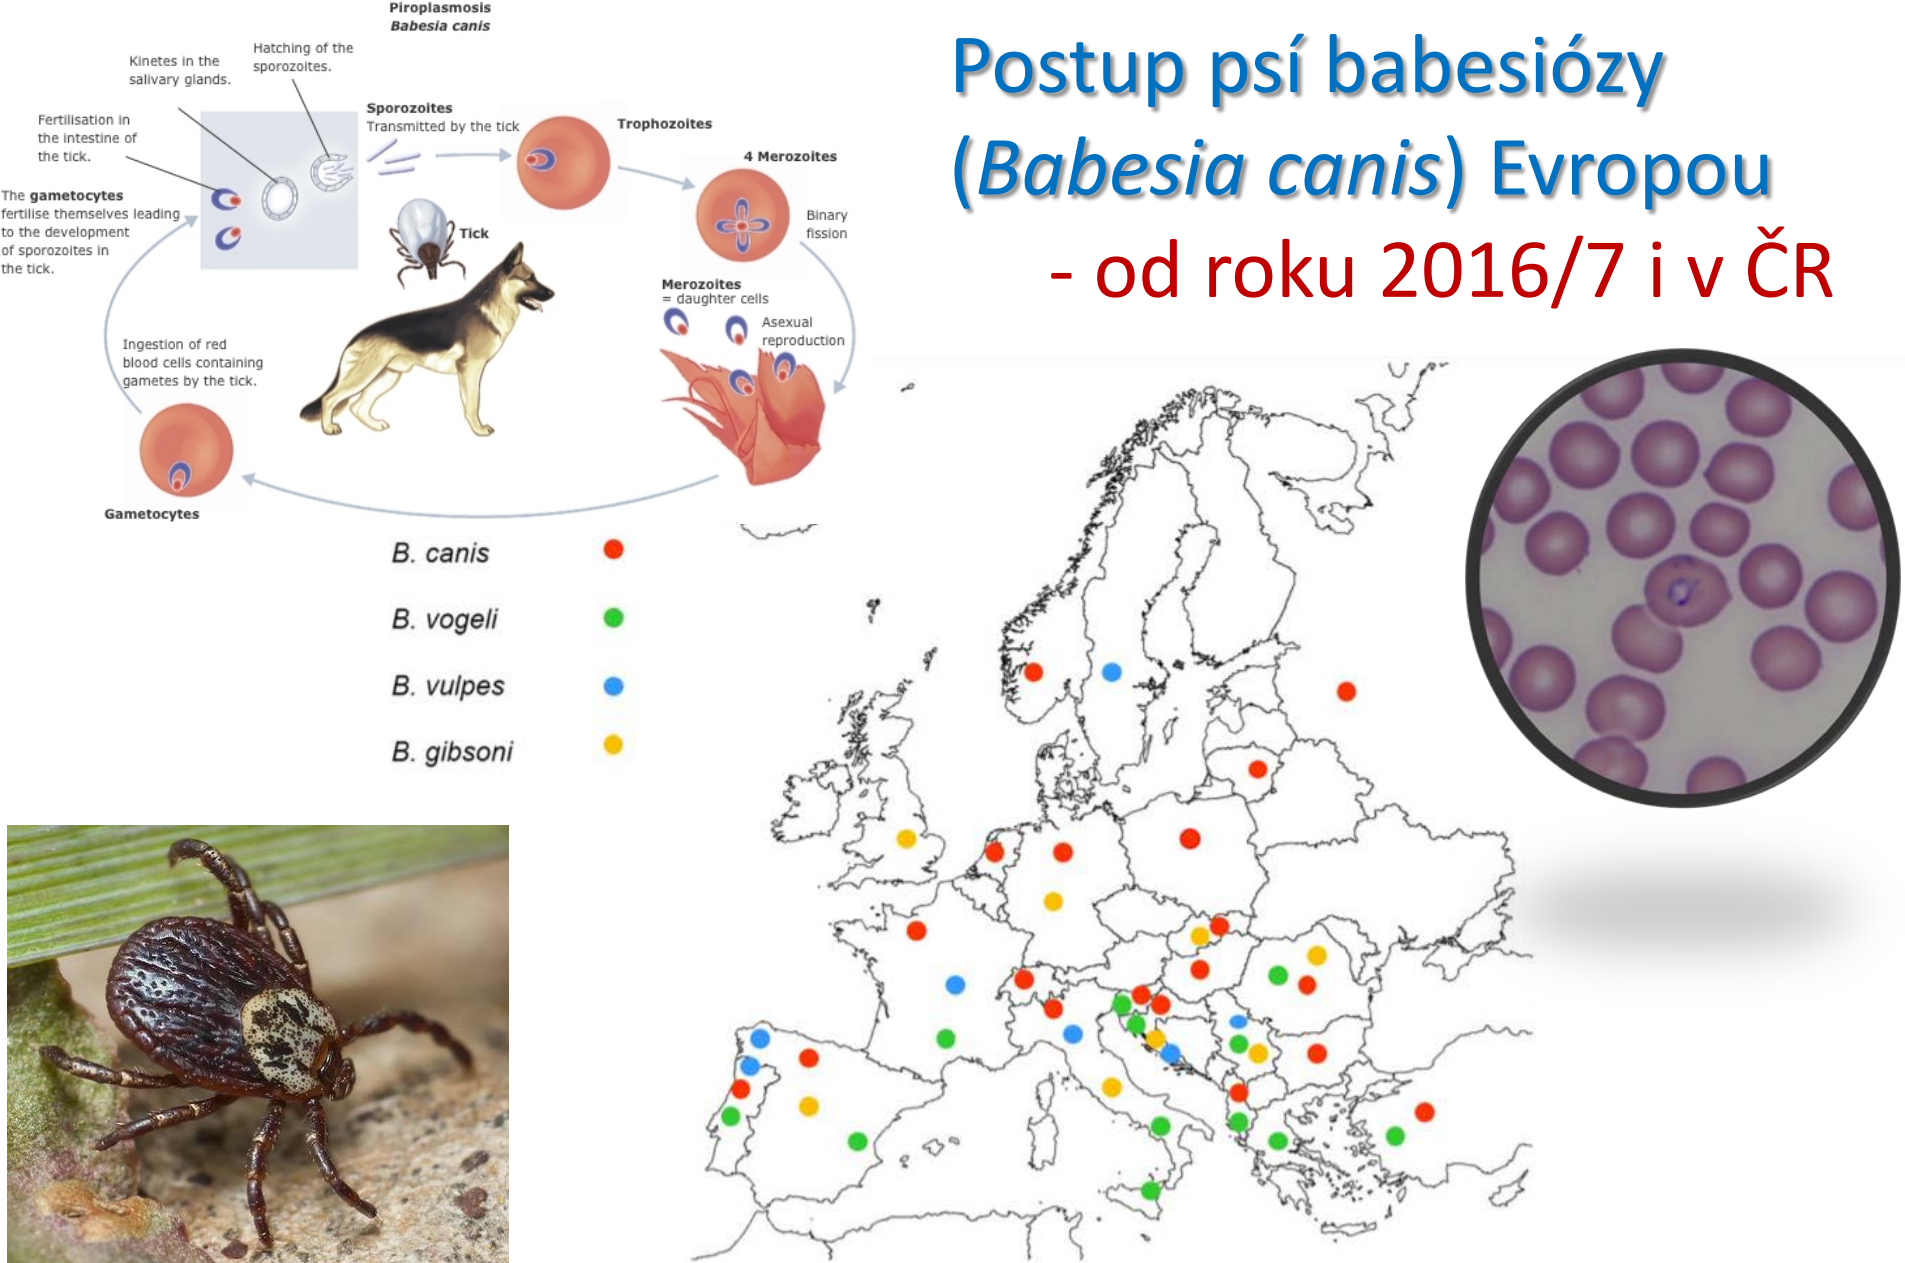 Piroplasmosis
Babesia canis
Hatching of the
sporozoites.
Kinetes in the
salivary glands.
Fertilisation in
the intestine of
the tick.
The gametocytes
fertilise themselves leading
to the development
of sporozoites in
the tick.
Sporozoites
Transmitted by the tick
Trophozoites
4 Merozoites
Binary
fission
Tick
Merozoites
= daughter cells
Asexual
reproduction
Ingestion of red
blood cells containing
gametes by the tick.
Gametocytes
Postup psí babesiózy
(Babesia canis) Evropou
- od roku 2016/7 i v ČR
B. canis
B. vogeli
B. vulpes
B. gibsoni